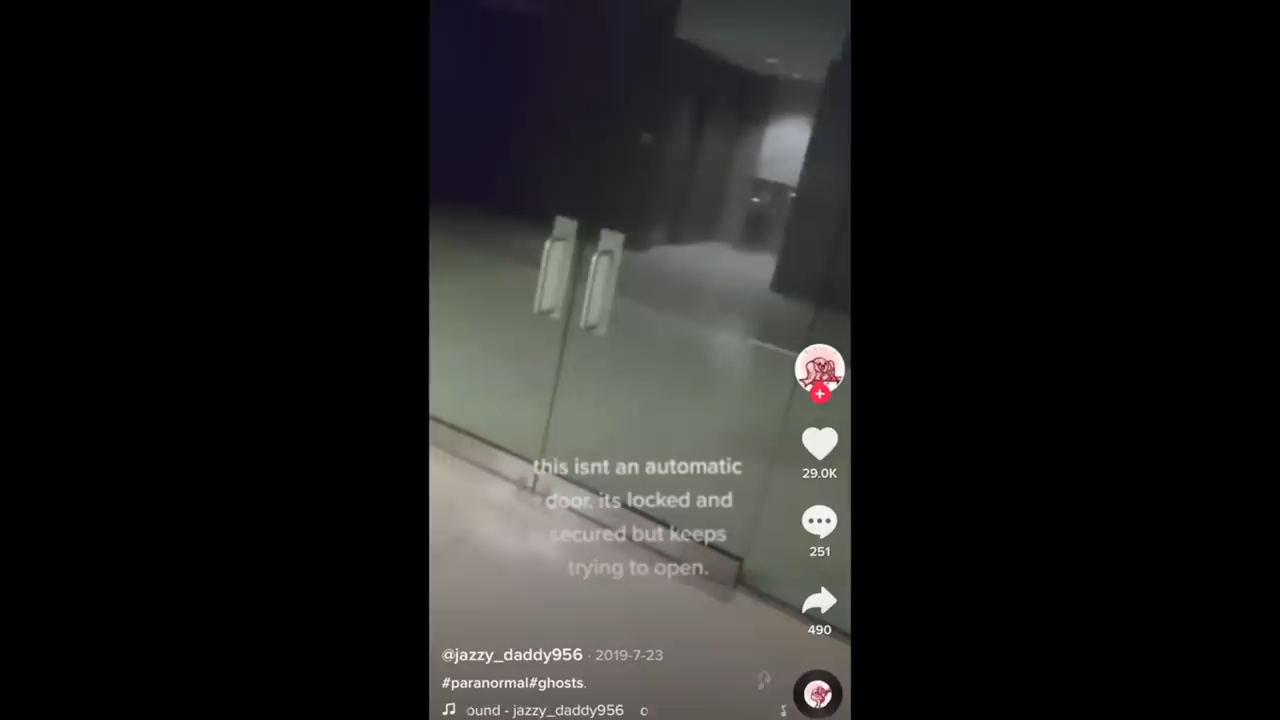 this isnt an automatic
door. its locked and
secured but keeps
trying to open.
29.0K
251
490
@jazzy_daddy956 · 2019-7-23
#paranormal#ghosts.
ound - jazzy_daddy956